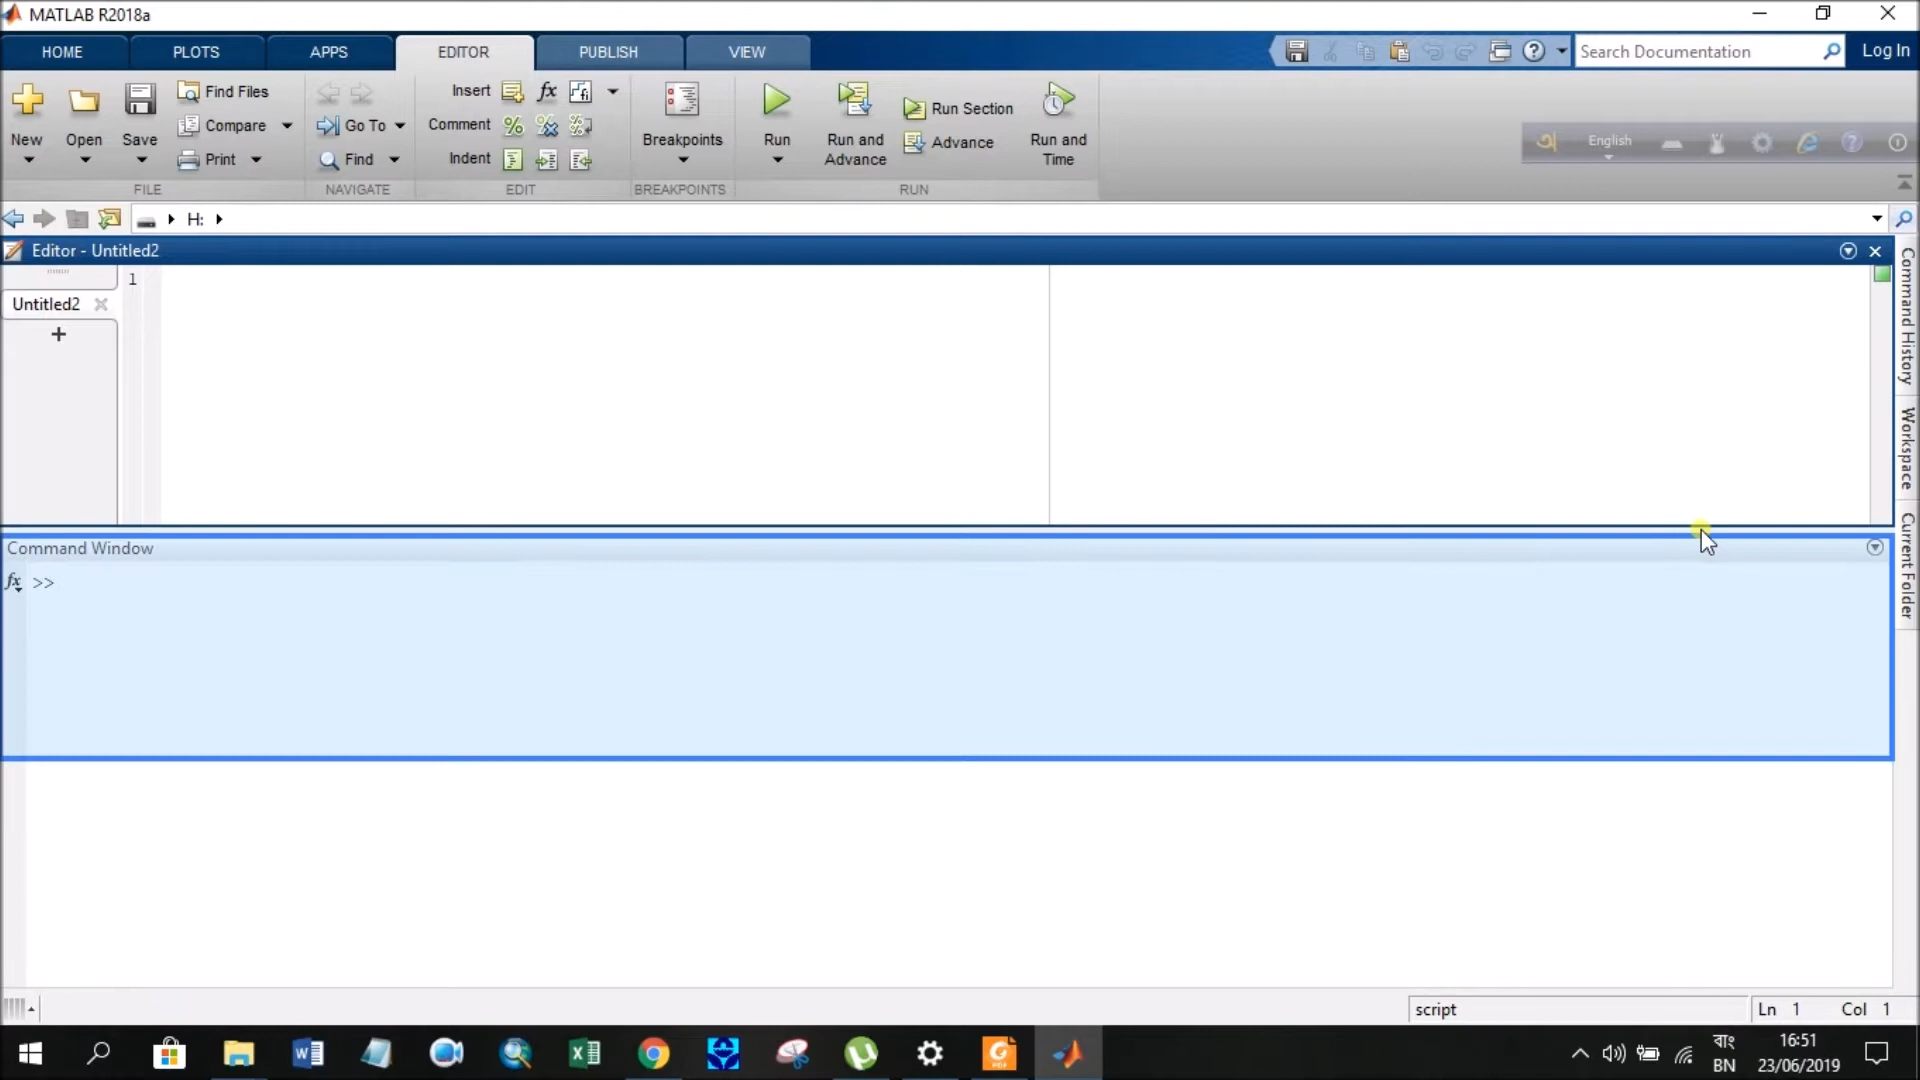 MATLAB R2018a
HOME PLOTS APPS EDITOR PUBLISH VIEW Search Documentation Log In
New Open Save Find Files Compare Print
FILE
Go To Find
NAVIGATE
Insert fx
Comment
Indent
EDIT
Breakpoints
BREAKPOINTS
Run Run and Advance Run Section Advance Run and Time
RUN
অ English
H:
Editor - Untitled2
Untitled2
1
Command History
Workspace
Current Folder
Command Window
fx >>
script Ln 1 Col 1
বাং
BN
16:51
23/06/2019